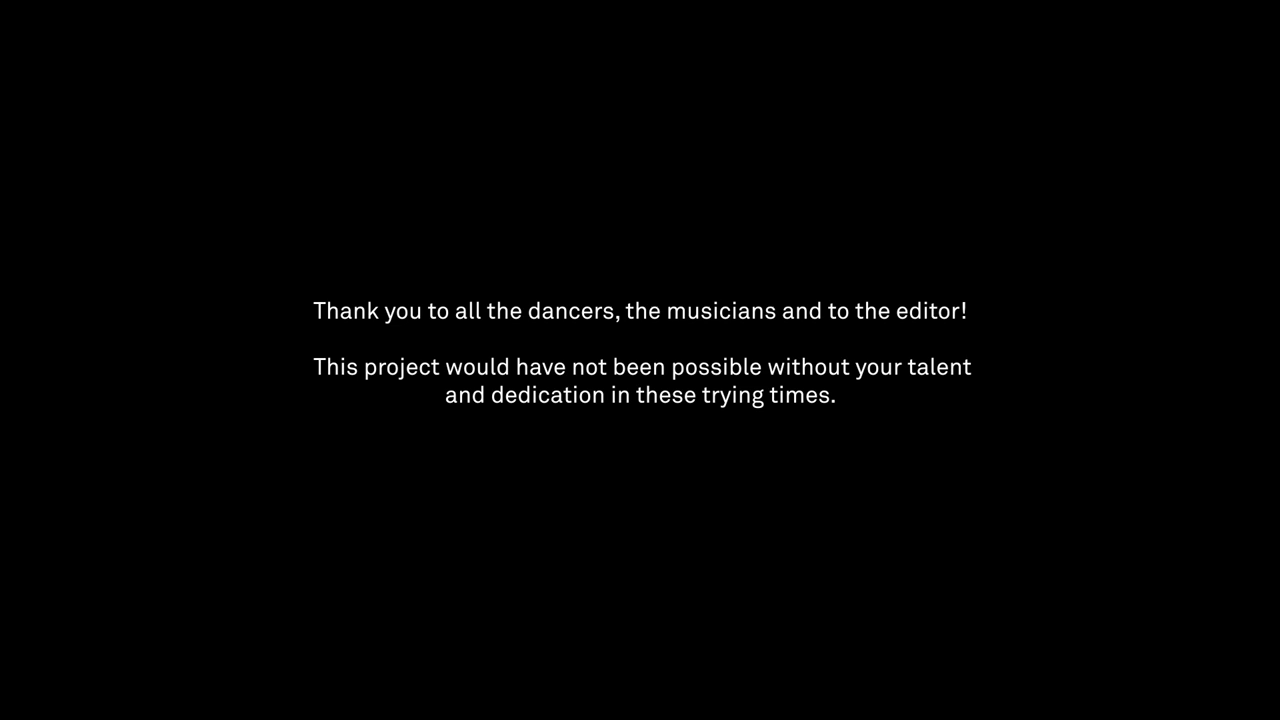 Thank you to all the dancers, the musicians and to the editor!
This project would have not been possible without your talent
and dedication in these trying times.